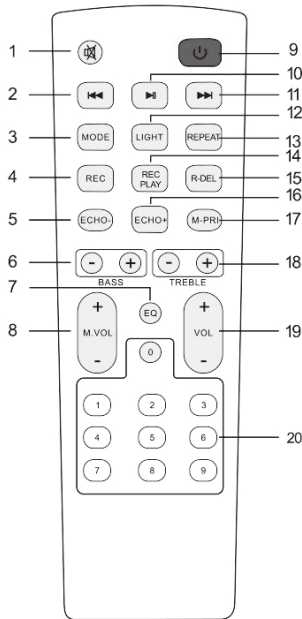 1
9
10
2
11
12
3
MODE
LIGHT
REPEAT
13
14
4
REC
REC
PLAY
R-DEL
15
16
5
ECHO-
ECHO+
M-PRI
17
6
-
+
-
+
18
BASS
TREBLE
7
EQ
8
+
M.VOL
-
+
VOL
-
19
0
1
2
3
4
5
6
20
7
8
9